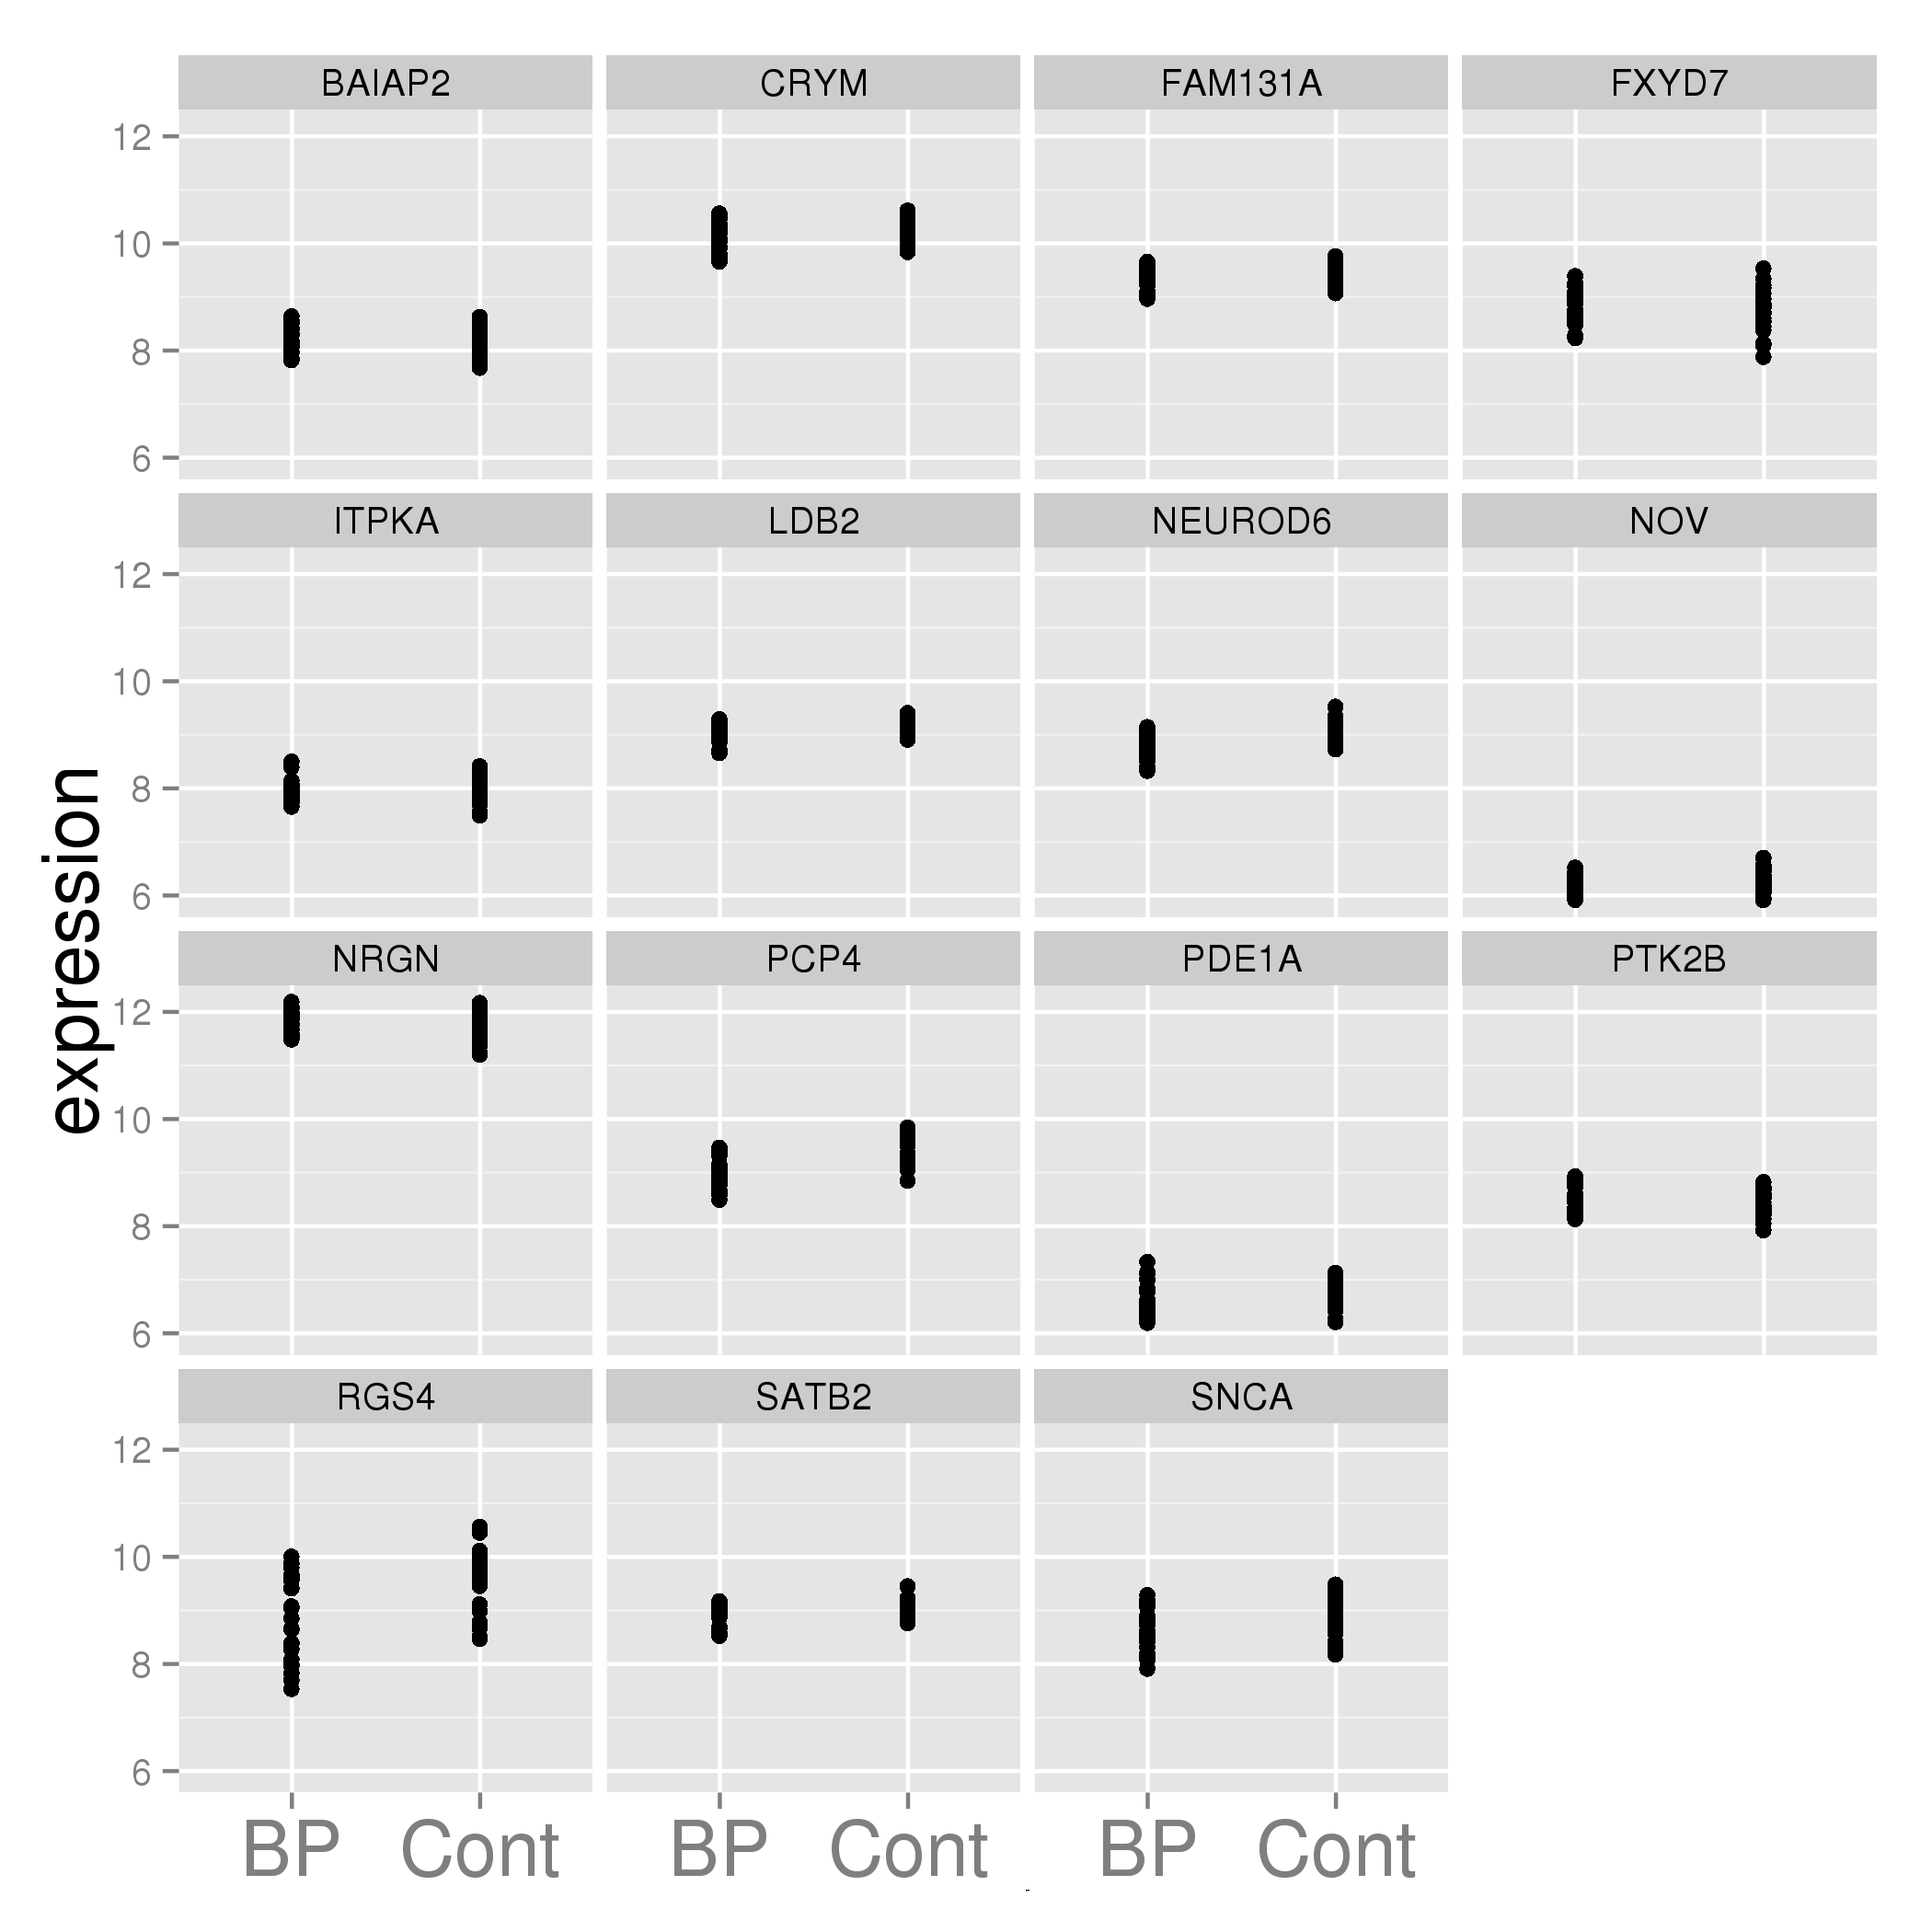 BAIAP2 CRYM FAM131A FXYD7
12
10
8
6
ITPKA LDB2 NEUROD6 NOV
12
10
8
6
expression
NRGN PCP4 PDE1A PTK2B
12
10
8
6
RGS4 SATB2 SNCA
12
10
8
6
BP Cont BP Cont BP Cont